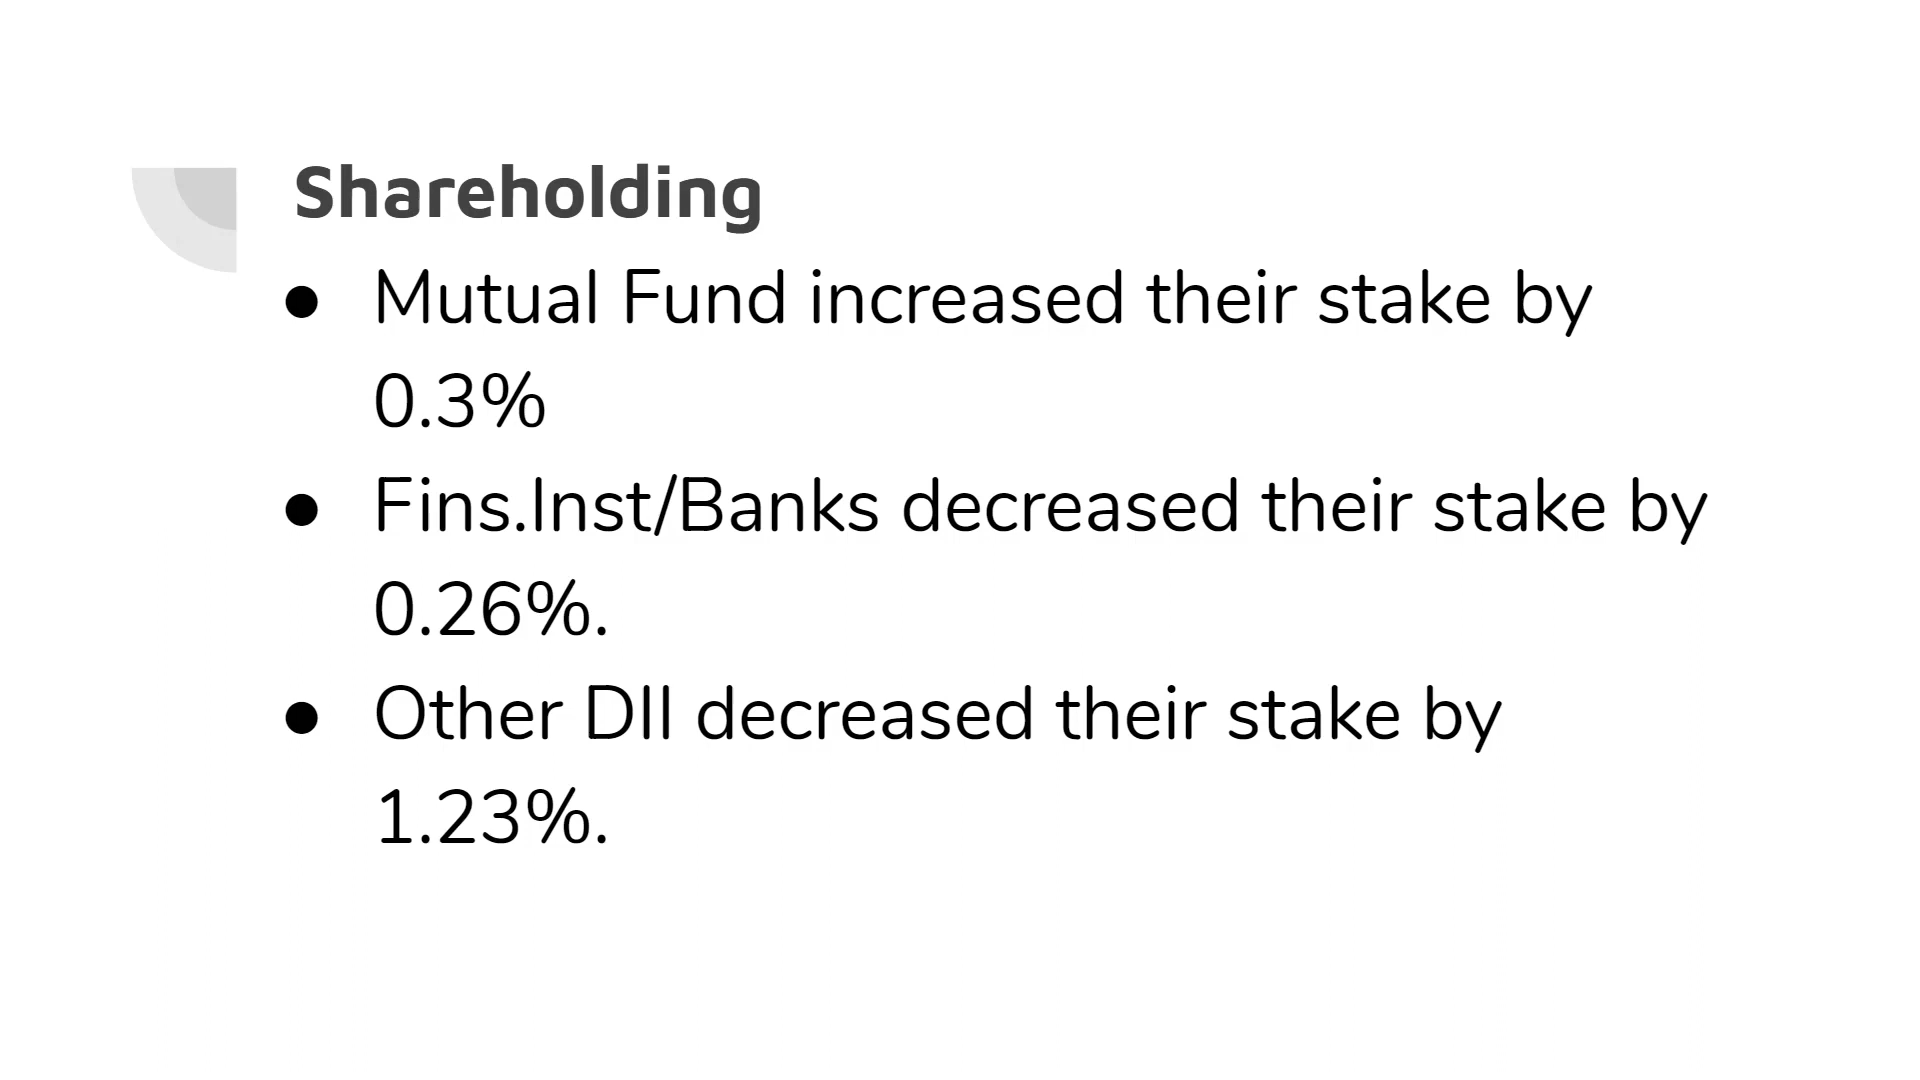 Shareholding
● Mutual Fund increased their stake by
0.3%
● Fins.Inst/Banks decreased their stake by
0.26%.
● Other DII decreased their stake by
1.23%.